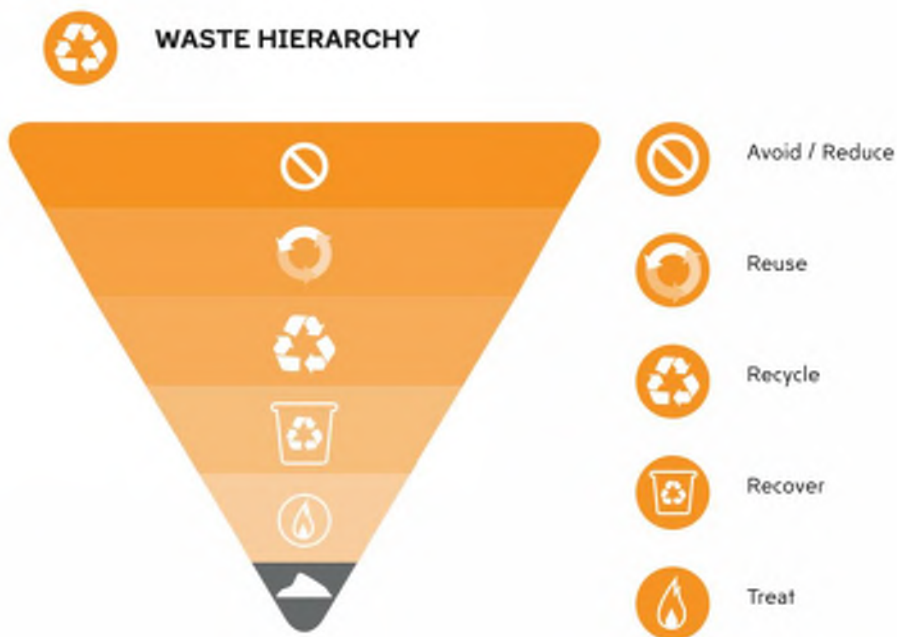 WASTE HIERARCHY
Avoid / Reduce
Reuse
Recycle
Recover
Treat